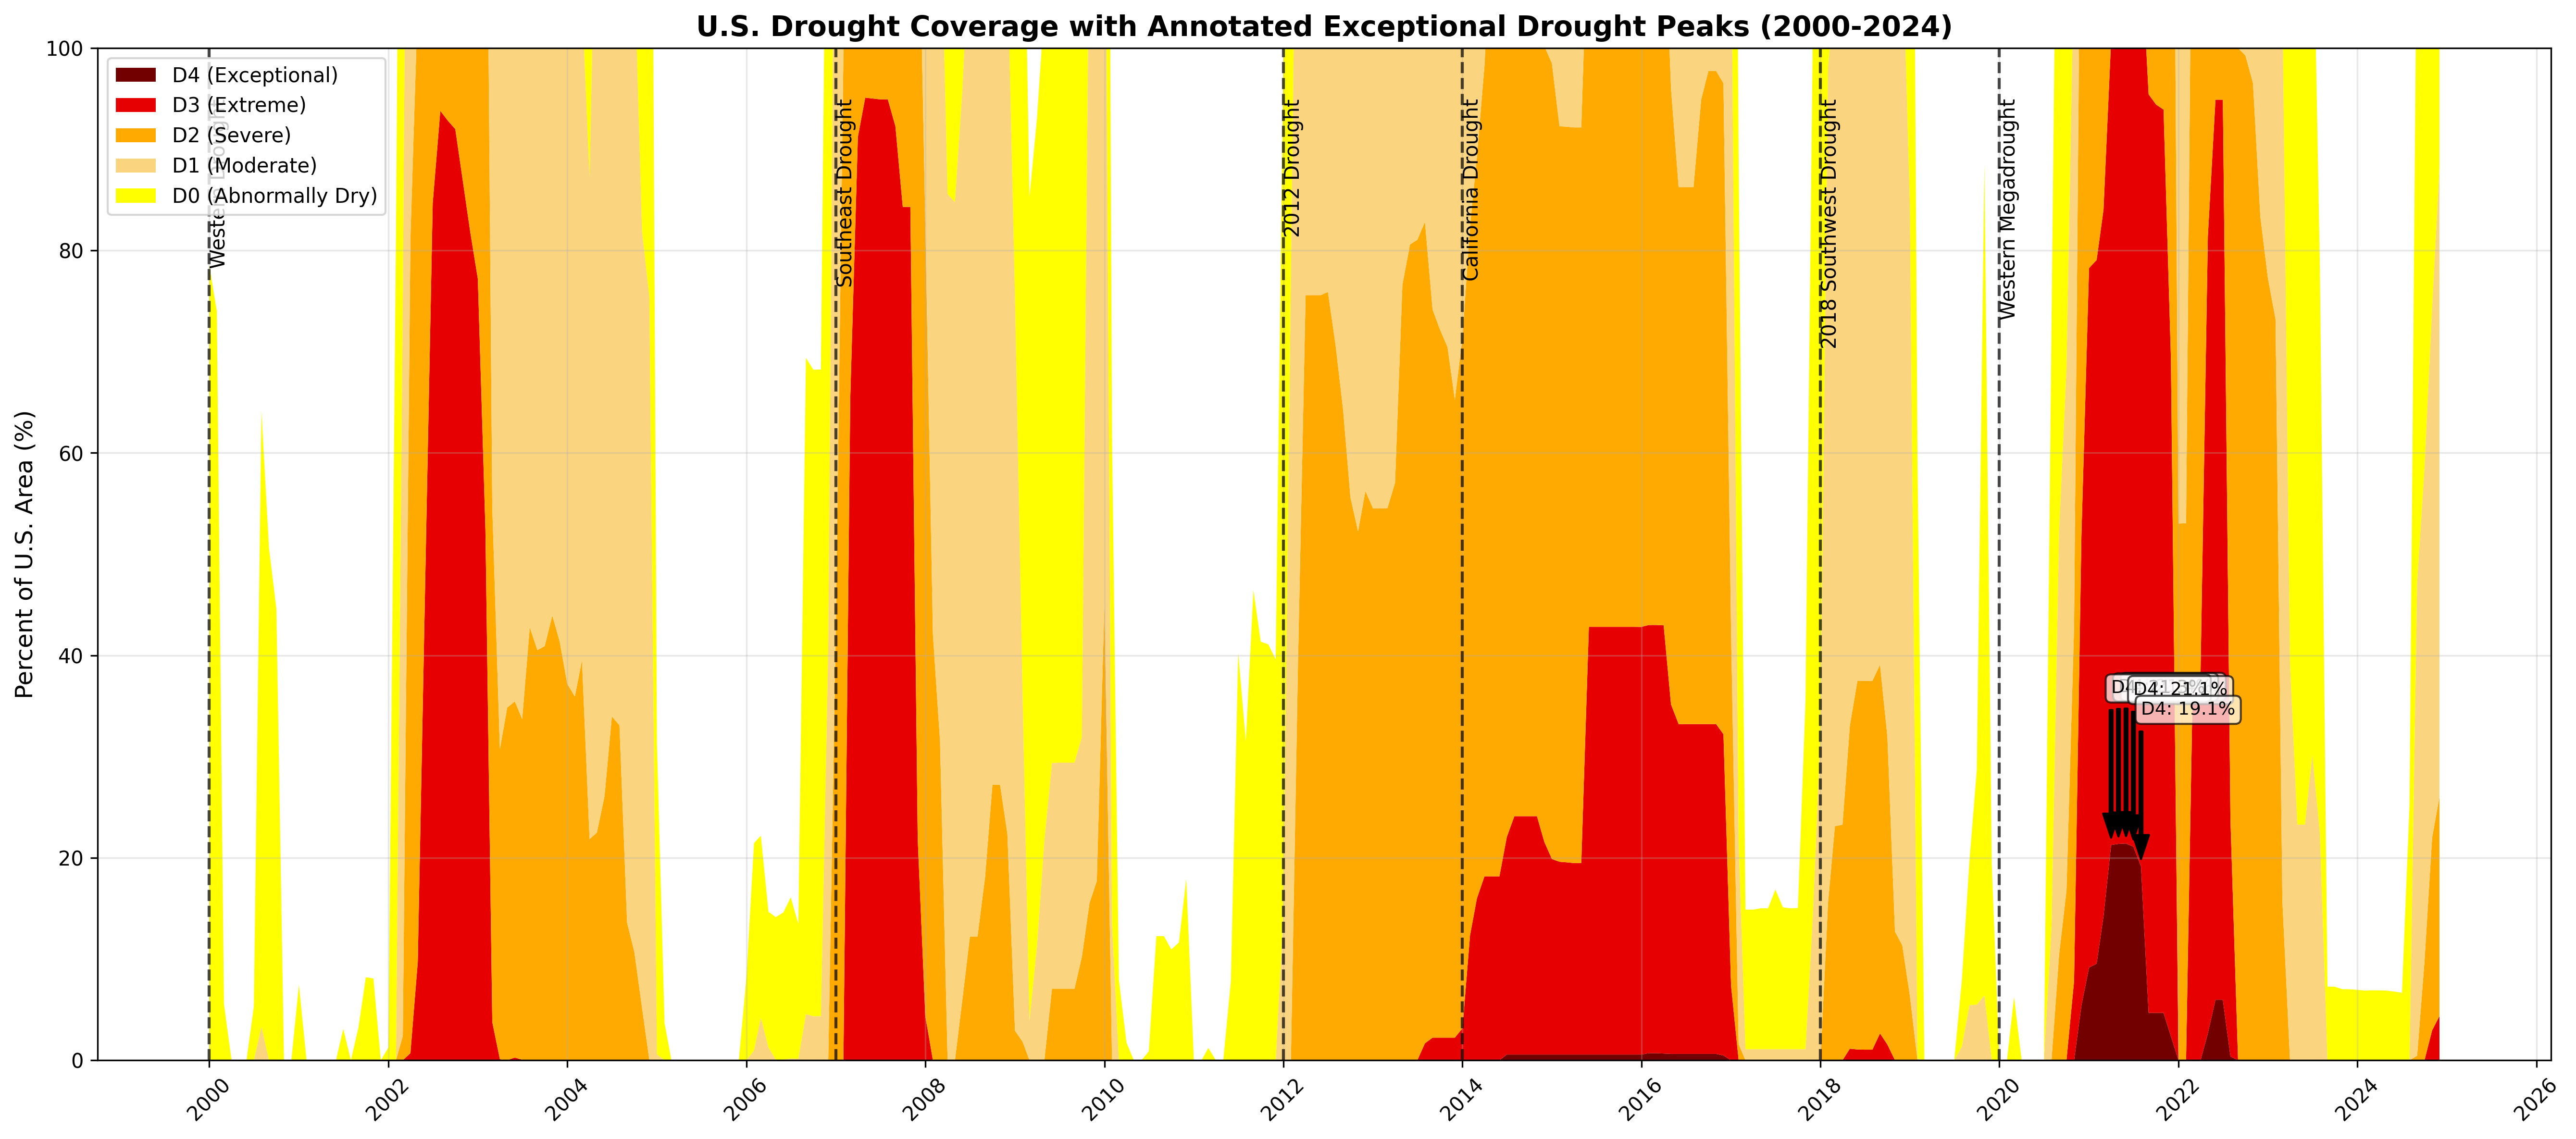 U.S. Drought Coverage with Annotated Exceptional Drought Peaks (2000-2024)
Percent of U.S. Area (%)
100
80
60
40
20
0
D4 (Exceptional)
D3 (Extreme)
D2 (Severe)
D1 (Moderate)
D0 (Abnormally Dry)
Western Drought
Southeast Drought
2012 Drought
California Drought
2018 Southwest Drought
Western Megadrought
D4: 21.1%
D4: 19.1%
2000
2002
2004
2006
2008
2010
2012
2014
2016
2018
2020
2022
2024
2026